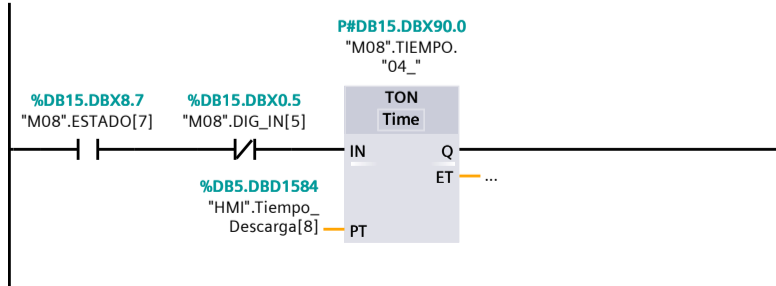 P#DB15.DBX90.0
"M08".TIEMPO.
"04_"
%DB15.DBX8.7
"M08".ESTADO[7]
%DB15.DBX0.5
"M08".DIG_IN[5]
TON
Time
IN
Q
ET
...
%DB5.DBD1584
"HMI".Tiempo_
Descarga[8]
PT